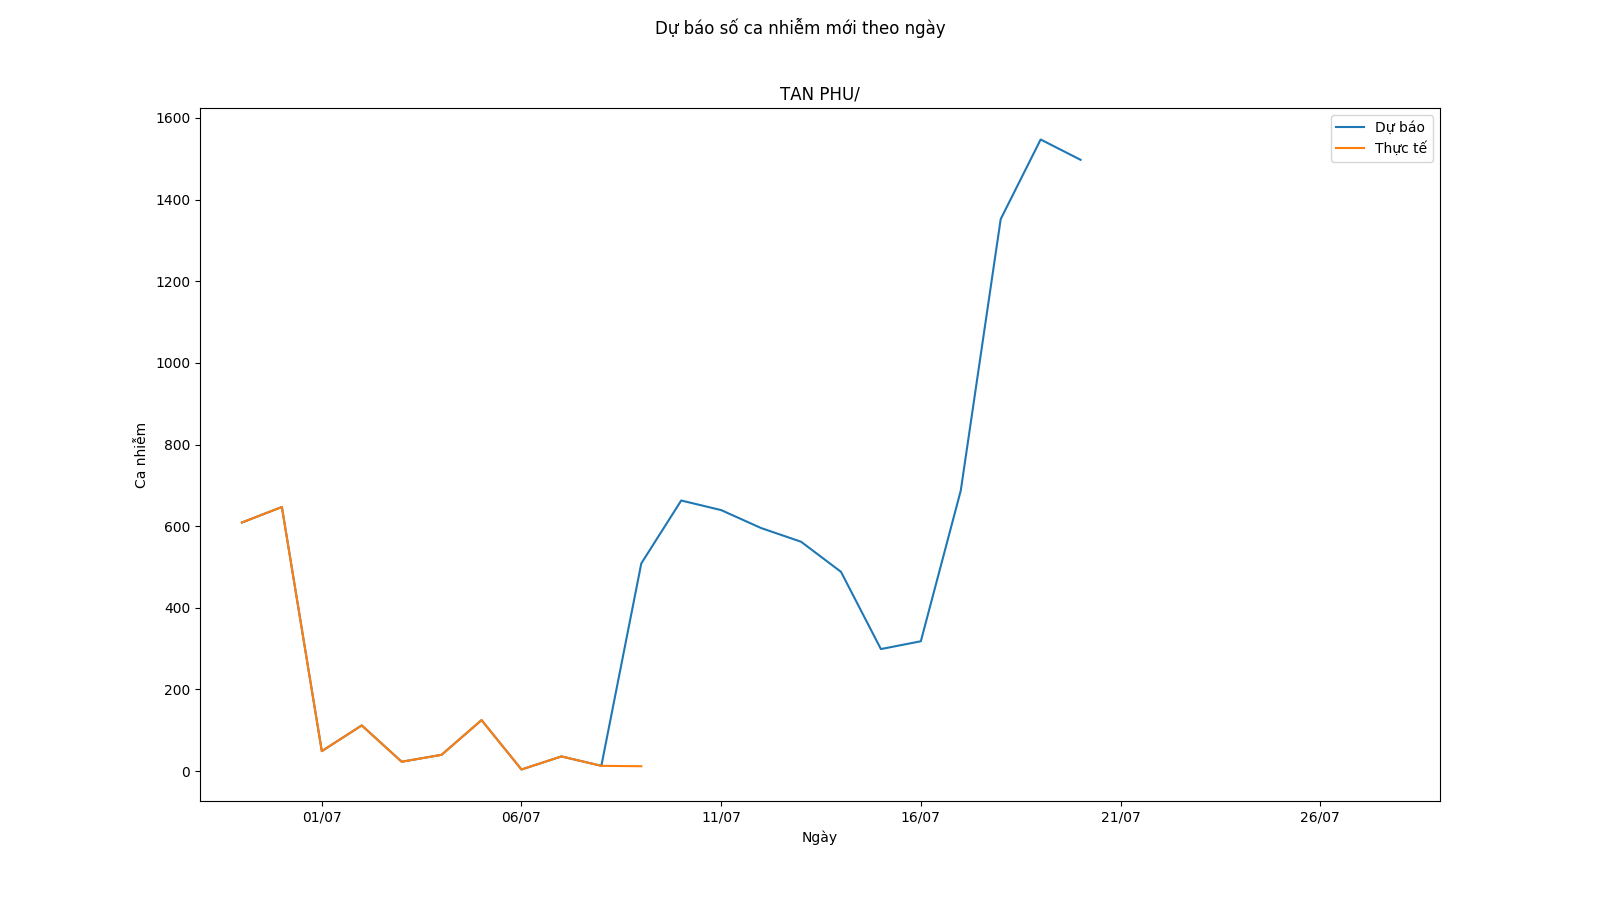 Dự báo số ca nhiễm mới theo ngày
TAN PHU/
Dự báo
Thực tế
1600
1400
1200
1000
800
600
400
200
0
Ca nhiễm
01/07
06/07
11/07
16/07
21/07
26/07
Ngày